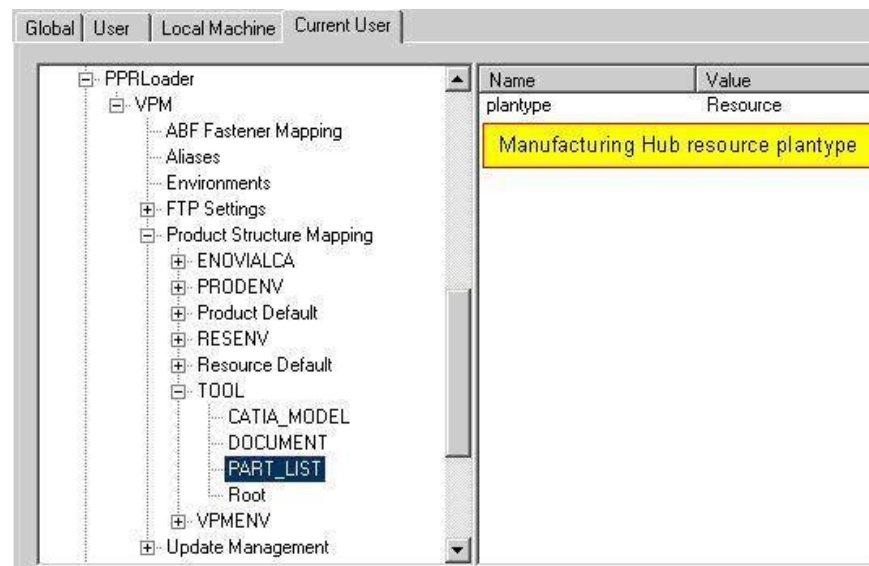 Global User Local Machine Current User
PPRLoader
VPM
ABF Fastener Mapping
Aliases
Environments
FTP Settings
Product Structure Mapping
ENOVIALCA
PRODENV
Product Default
RESENV
Resource Default
TOOL
CATIA_MODEL
DOCUMENT
PART_LIST
Root
VPMENV
Update Management
Name Value
plantype Resource
Manufacturing Hub resource plantype